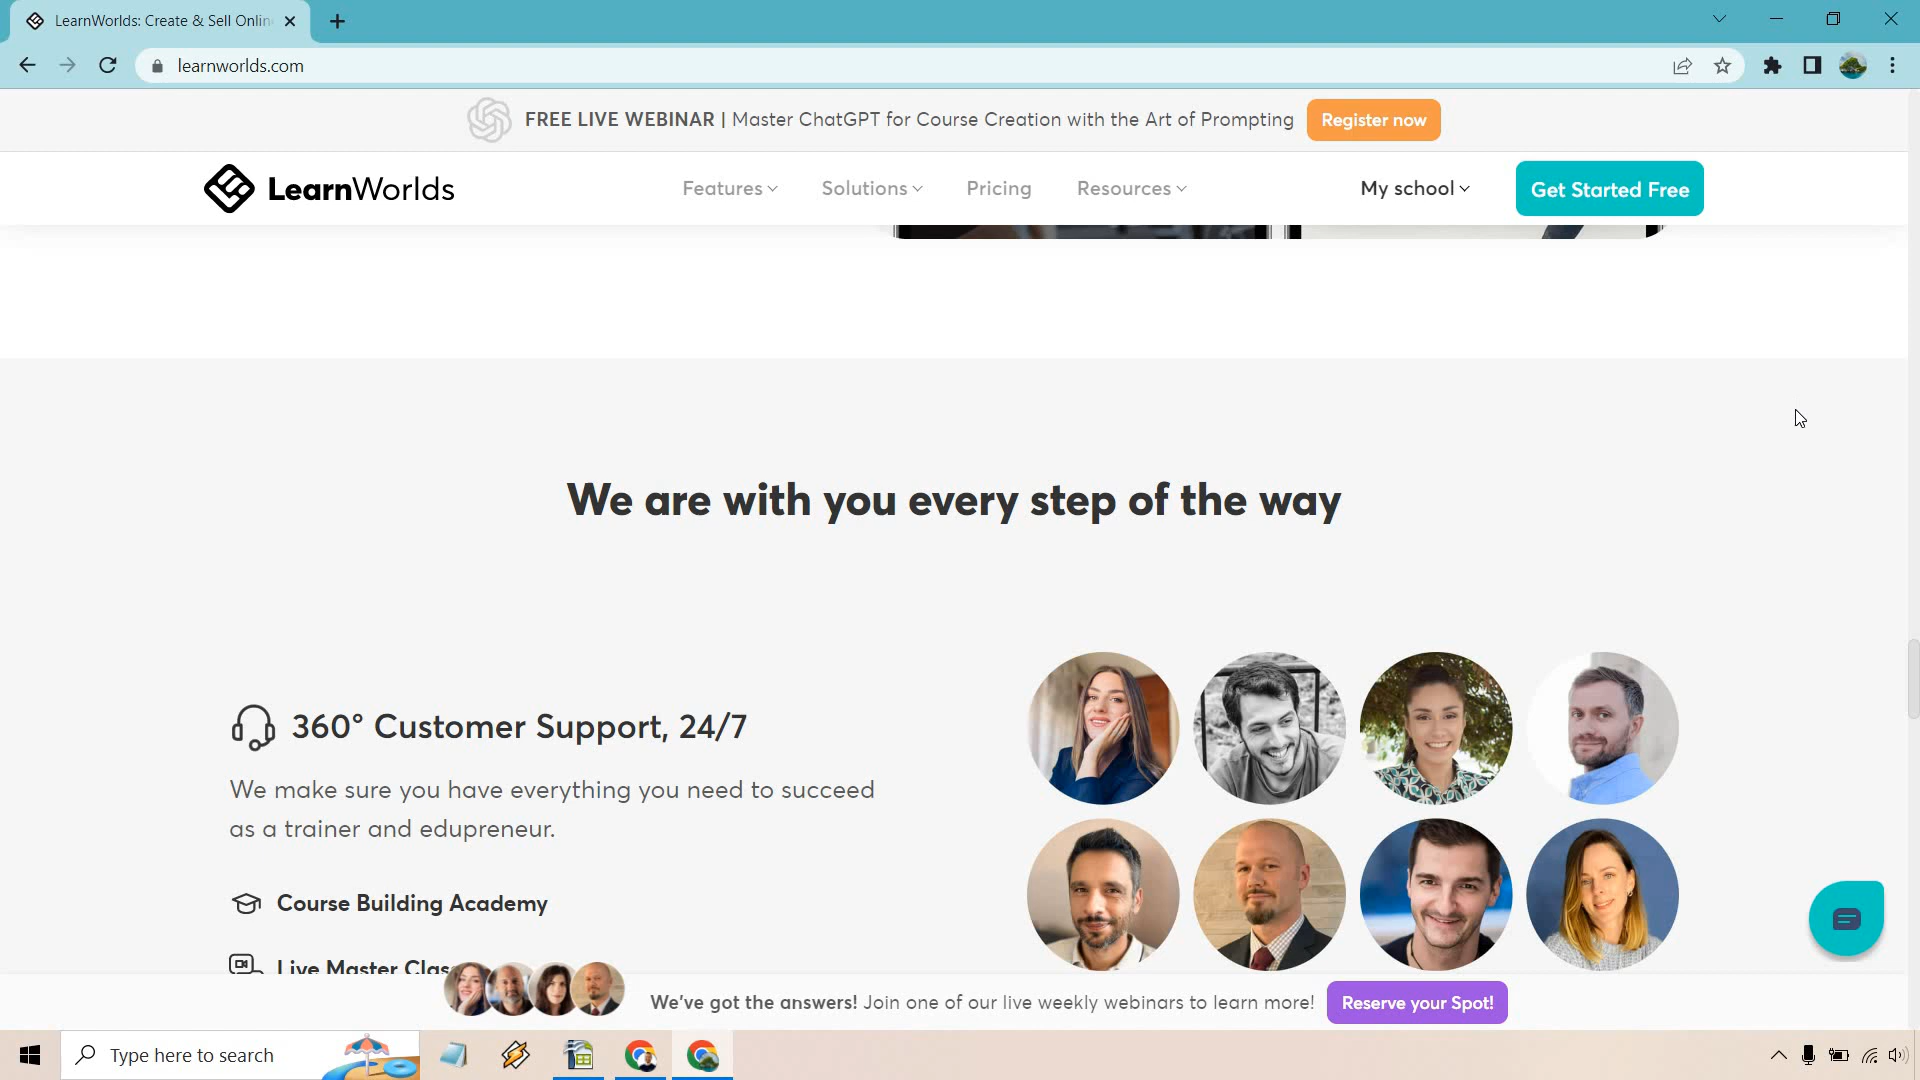 LearnWorlds: Create & Sell Onlin
learnworlds.com
FREE LIVE WEBINAR | Master ChatGPT for Course Creation with the Art of Prompting
Register now
LearnWorlds
Features
Solutions
Pricing
Resources
My school
Get Started Free
We are with you every step of the way
360° Customer Support, 24/7
We make sure you have everything you need to succeed
as a trainer and edupreneur.
Course Building Academy
Live Master Clas
We've got the answers! Join one of our live weekly webinars to learn more!
Reserve your Spot!
Type here to search